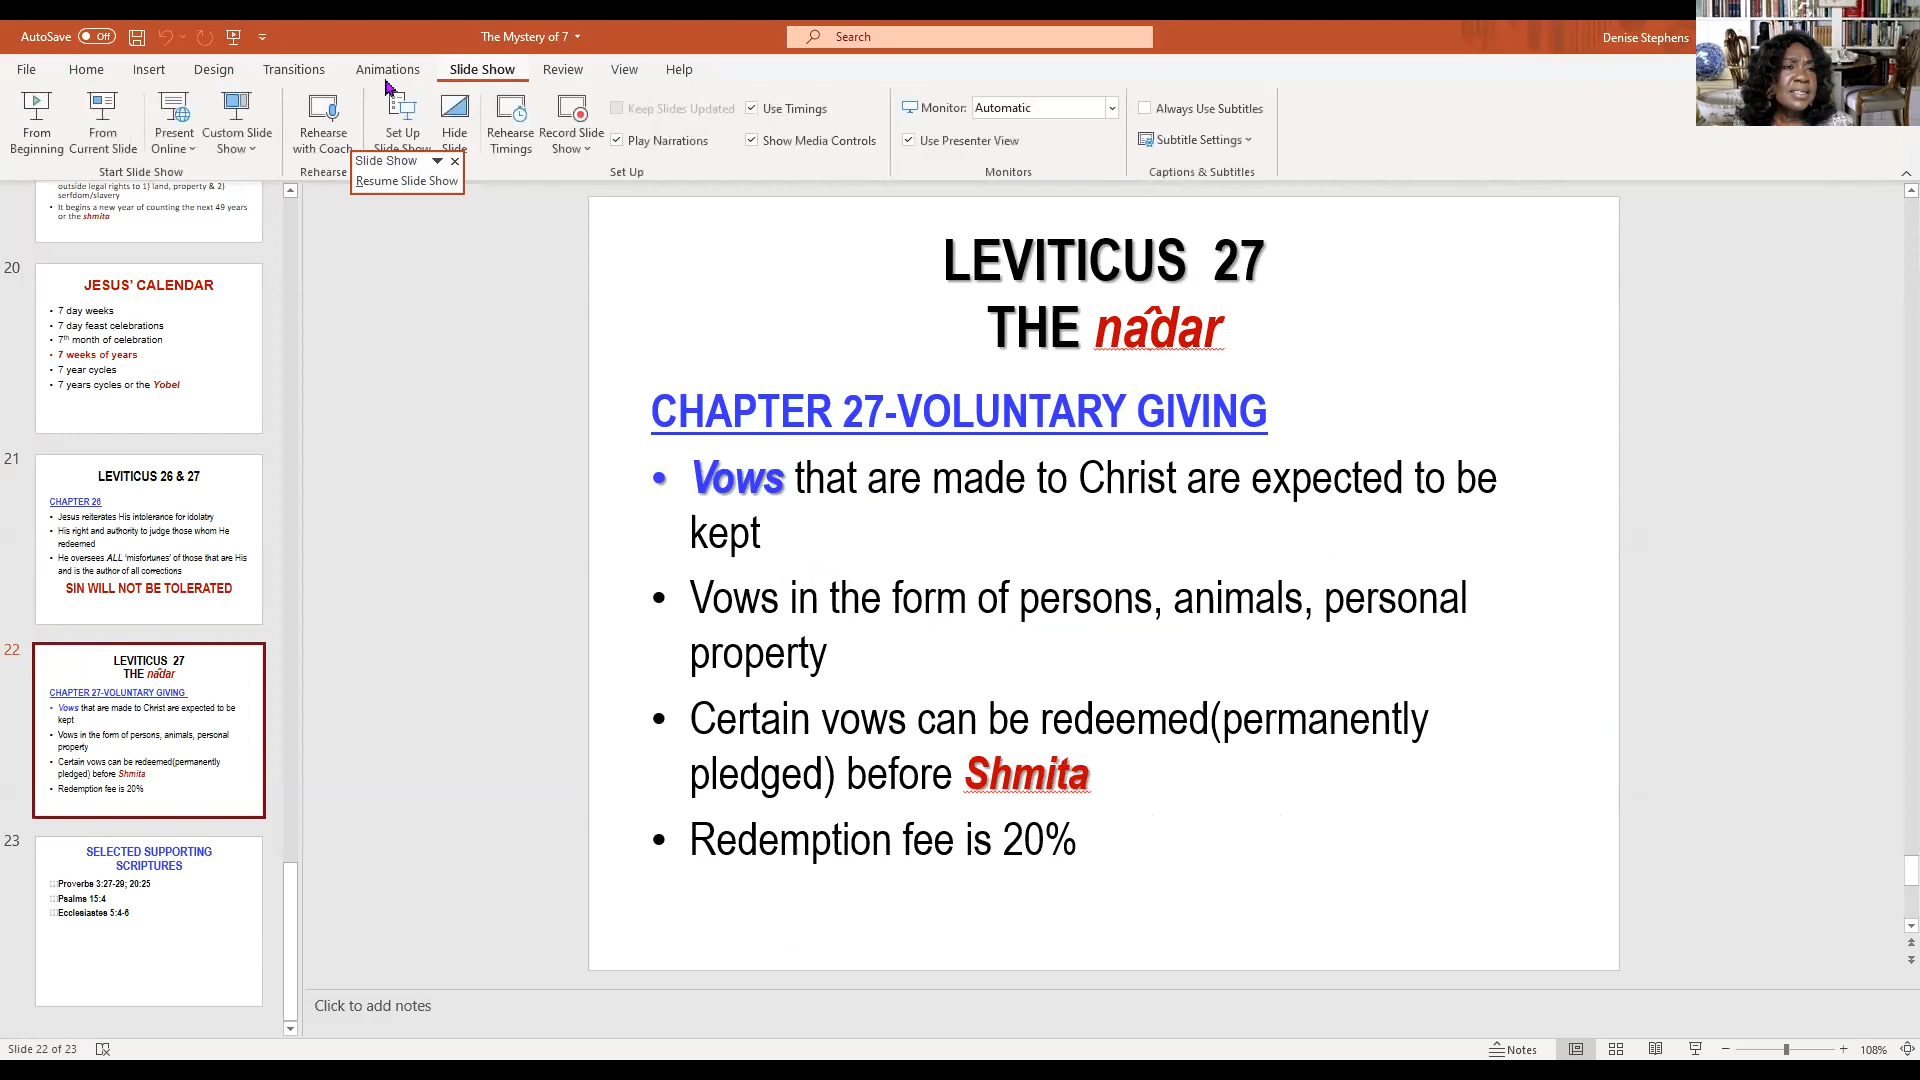 AutoSave Off
The Mystery of 7
Search
Denise Stephens
File Home Insert Design Transitions Animations Slide Show Review View Help
From Beginning
From Current Slide
Present Online
Custom Slide Show
Rehearse with Coach
Set Up Slide Show
Hide Slide
Rehearse Timings
Record Slide Show
Keep Slides Updated
Use Timings
Play Narrations
Show Media Controls
Monitor: Automatic
Use Presenter View
Always Use Subtitles
Subtitle Settings
Start Slide Show
Rehearse
Set Up
Monitors
Captions & Subtitles
Slide Show
Resume Slide Show
outside legal rights to 1) land, property & 2)
serfdom/slavery
• It begins a new year of counting the next 49 years
or the shmita
20
JESUS' CALENDAR
• 7 day weeks
• 7 day feast celebrations
• 7th month of celebration
• 7 weeks of years
• 7 year cycles
• 7 years cycles or the Yobel
21
LEVITICUS 26 & 27
CHAPTER 26
• Jesus reiterates His intolerance for idolatry
• His right and authority to judge those whom He
redeemed
• He oversees ALL 'misfortunes' of those that are His
and is the author of all corrections
SIN WILL NOT BE TOLERATED
22
LEVITICUS 27
THE nâdar
CHAPTER 27-VOLUNTARY GIVING
• Vows that are made to Christ are expected to be
kept
• Vows in the form of persons, animals, personal
property
• Certain vows can be redeemed(permanently
pledged) before Shmita
• Redemption fee is 20%
23
SELECTED SUPPORTING
SCRIPTURES
Proverbs 3:27-29; 20:25
Psalms 15:4
Ecclesiastes 5:4-6
LEVITICUS 27
THE nâdar
CHAPTER 27-VOLUNTARY GIVING
• Vows that are made to Christ are expected to be
kept
• Vows in the form of persons, animals, personal
property
• Certain vows can be redeemed(permanently
pledged) before Shmita
• Redemption fee is 20%
Click to add notes
Slide 22 of 23
Notes
108%